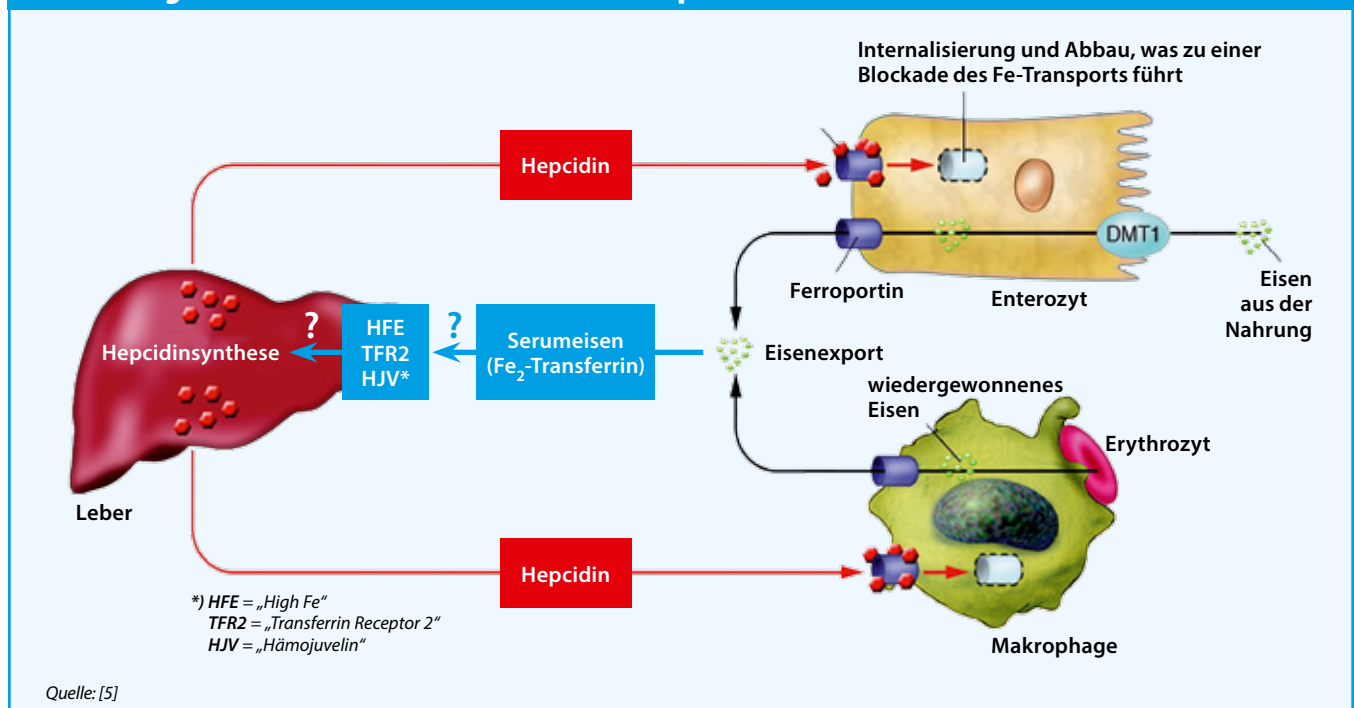 Internalisierung und Abbau, was zu einer
Blockade des Fe-Transports führt
Hepcidin
DMT1
Ferroportin
Enterozyt
Eisen
aus der
Nahrung
Hepcidinsynthese
?
HFE
TFR2
HJV*
?
Serumeisen
(Fe₂-Transferrin)
Eisenexport
wiedergewonnenes
Eisen
Erythrozyt
Leber
Hepcidin
Makrophage
*) HFE = „High Fe“
TFR2 = „Transferrin Receptor 2“
HJV = „Hämojuvelin“
Quelle: [5]